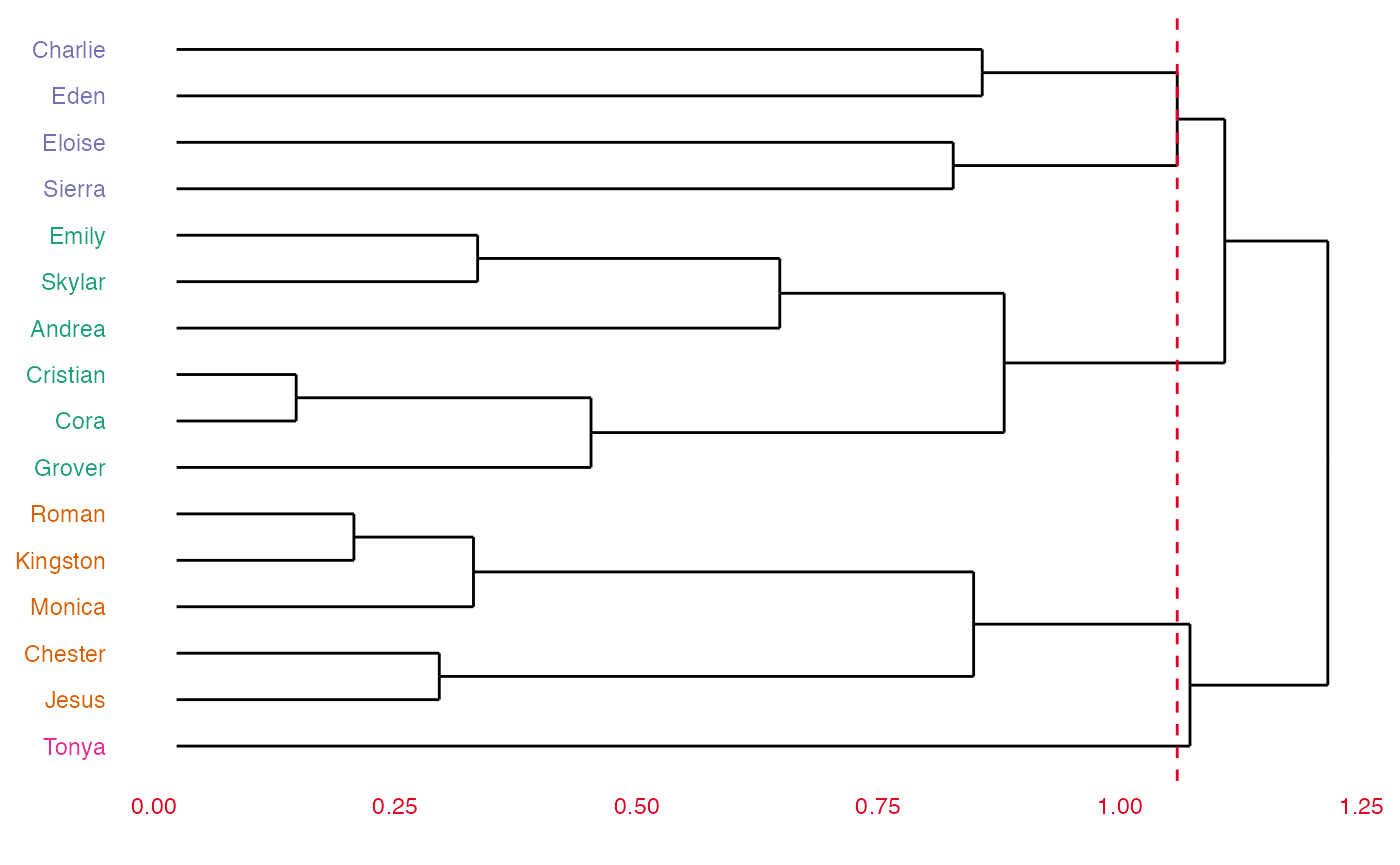 Charlie
Eden
Eloise
Sierra
Emily
Skylar
Andrea
Cristian
Cora
Grover
Roman
Kingston
Monica
Chester
Jesus
Tonya
0.00 0.25 0.50 0.75 1.00 1.25